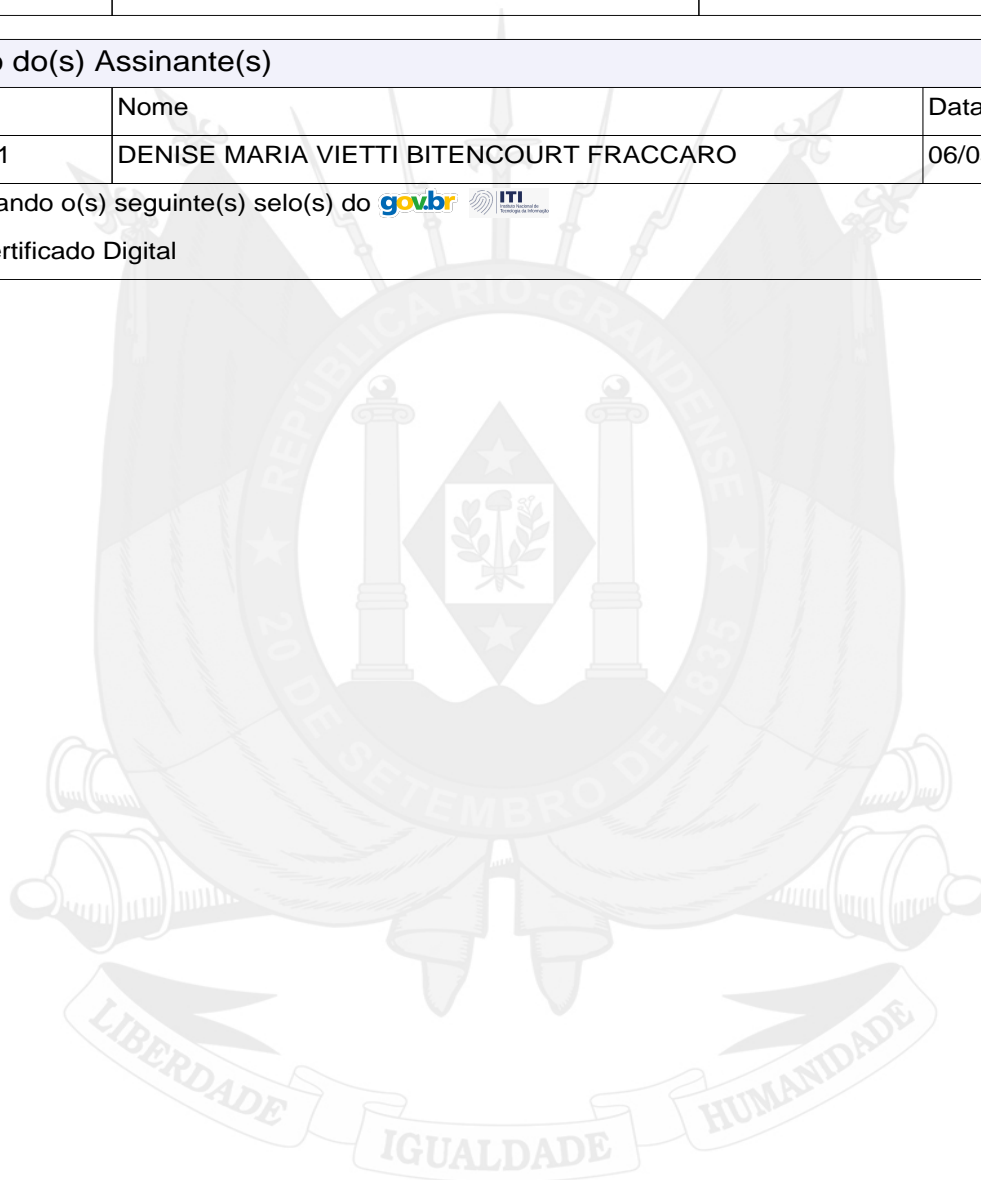 o do(s) Assinante(s)
Nome
Data
1
DENISE MARIA VIETTI BITENCOURT FRACCARO
06/0
ando o(s) seguinte(s) selo(s) do gov.br ITI
ertificado Digital
REPÚBLICA RIO-GRANDENSE
20 DE SETEMBRO DE 1835
LIBERDADE
IGUALDADE
HUMANIDADE